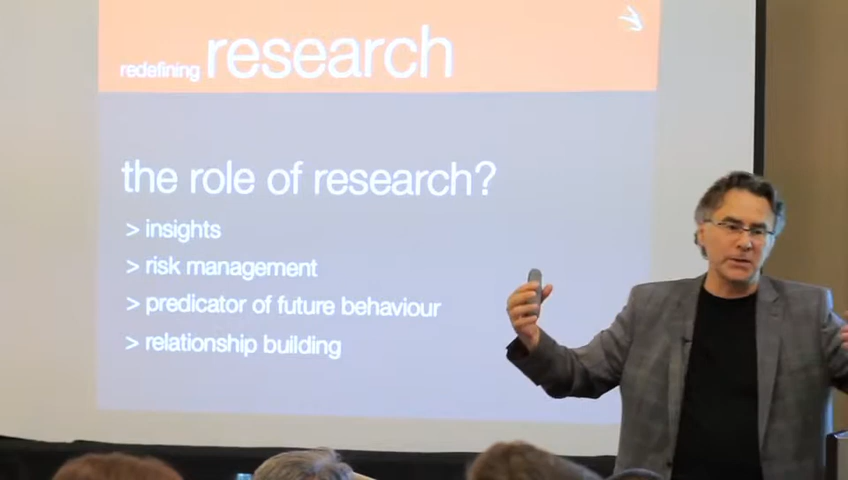 redefining research
the role of research?
> insights
> risk management
> predicator of future behaviour
> relationship building